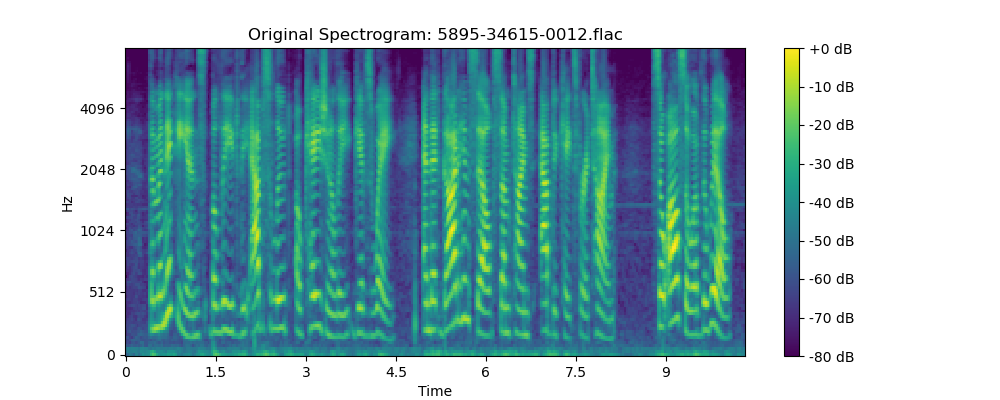 Original Spectrogram: 5895-34615-0012.flac
+0 dB
-10 dB
-20 dB
-30 dB
-40 dB
-50 dB
-60 dB
-70 dB
-80 dB
4096
2048
1024
512
0
Hz
0 1.5 3 4.5 6 7.5 9
Time